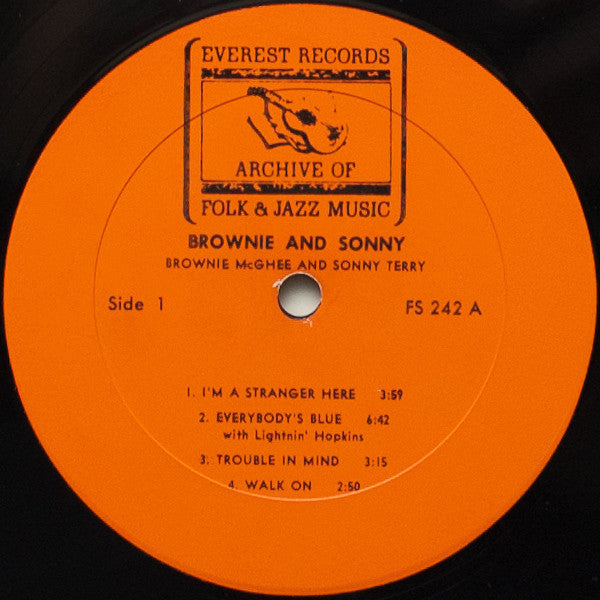 EVEREST RECORDS
ARCHIVE OF
FOLK & JAZZ MUSIC
BROWNIE AND SONNY
BROWNIE McGHEE AND SONNY TERRY
Side 1
FS 242 A
1. I'M A STRANGER HERE 3:59
2. EVERYBODY'S BLUE 6:42
with Lightnin' Hopkins
3. TROUBLE IN MIND 3:15
4. WALK ON 2:50